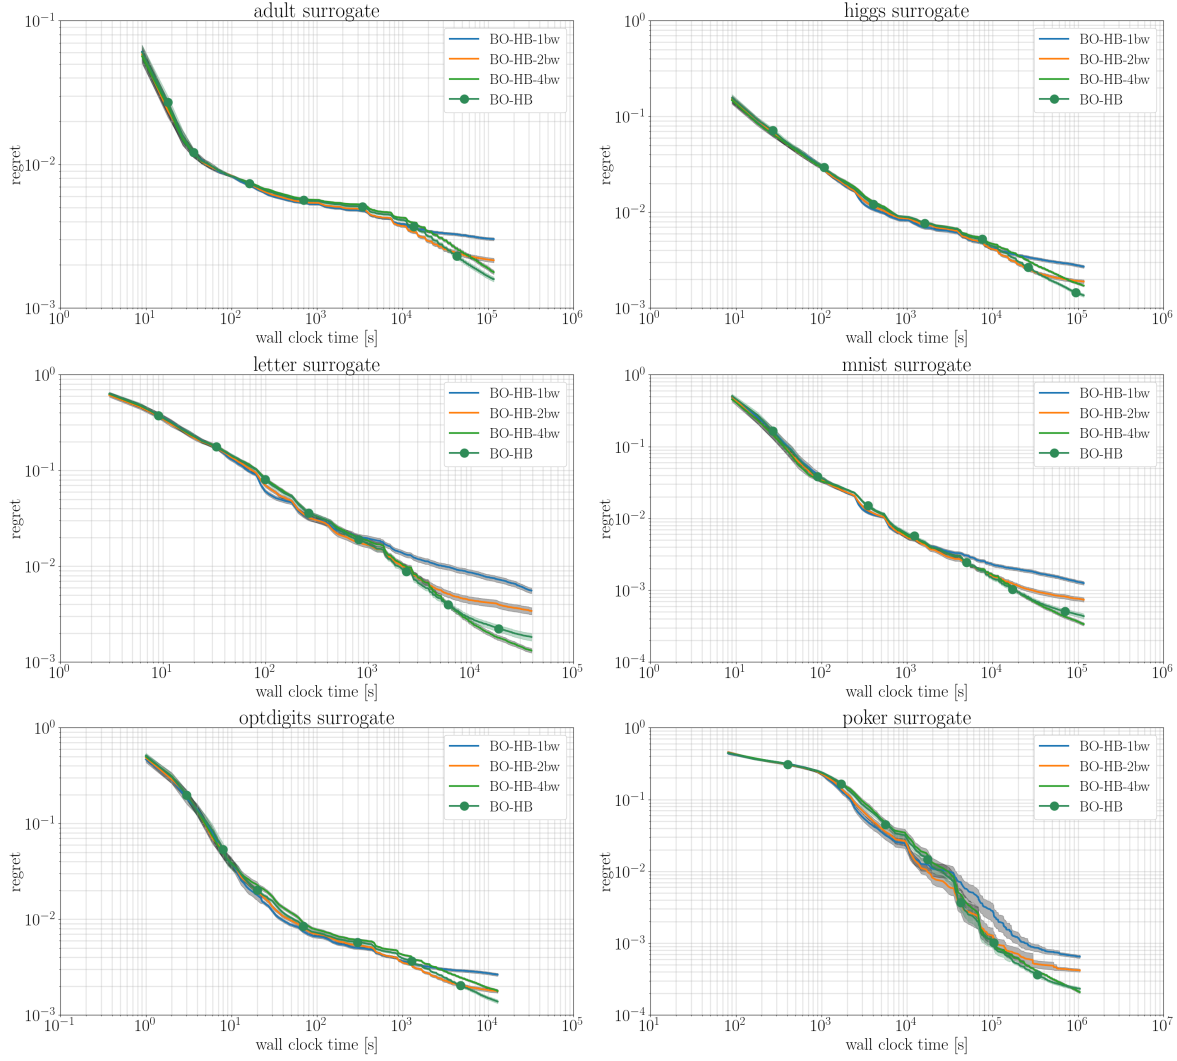 adult surrogate
10^-1
10^-2
10^-3
regret
10^0 10^1 10^2 10^3 10^4 10^5 10^6
wall clock time [s]
BO-HB-1bw
BO-HB-2bw
BO-HB-4bw
BO-HB
higgs surrogate
10^0
10^-1
10^-2
10^-3
regret
10^0 10^1 10^2 10^3 10^4 10^5 10^6
wall clock time [s]
BO-HB-1bw
BO-HB-2bw
BO-HB-4bw
BO-HB
letter surrogate
10^0
10^-1
10^-2
10^-3
regret
10^0 10^1 10^2 10^3 10^4 10^5
wall clock time [s]
BO-HB-1bw
BO-HB-2bw
BO-HB-4bw
BO-HB
mnist surrogate
10^0
10^-1
10^-2
10^-3
10^-4
regret
10^0 10^1 10^2 10^3 10^4 10^5 10^6
wall clock time [s]
BO-HB-1bw
BO-HB-2bw
BO-HB-4bw
BO-HB
optdigits surrogate
10^0
10^-1
10^-2
10^-3
regret
10^-1 10^0 10^1 10^2 10^3 10^4 10^5
wall clock time [s]
BO-HB-1bw
BO-HB-2bw
BO-HB-4bw
BO-HB
poker surrogate
10^0
10^-1
10^-2
10^-3
10^-4
regret
10^1 10^2 10^3 10^4 10^5 10^6 10^7
wall clock time [s]
BO-HB-1bw
BO-HB-2bw
BO-HB-4bw
BO-HB